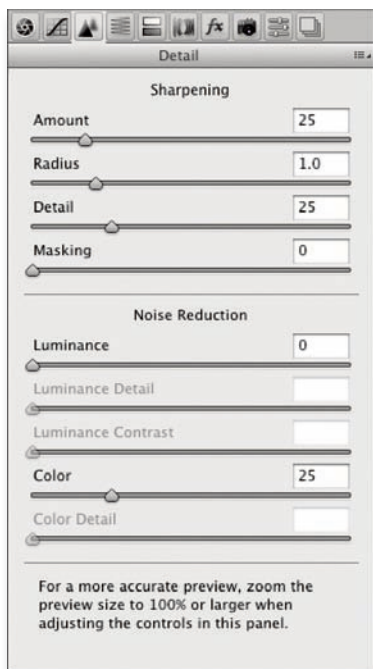 fx
Detail
Sharpening
Amount 25
Radius 1.0
Detail 25
Masking 0
Noise Reduction
Luminance 0
Luminance Detail
Luminance Contrast
Color 25
Color Detail
For a more accurate preview, zoom the
preview size to 100% or larger when
adjusting the controls in this panel.